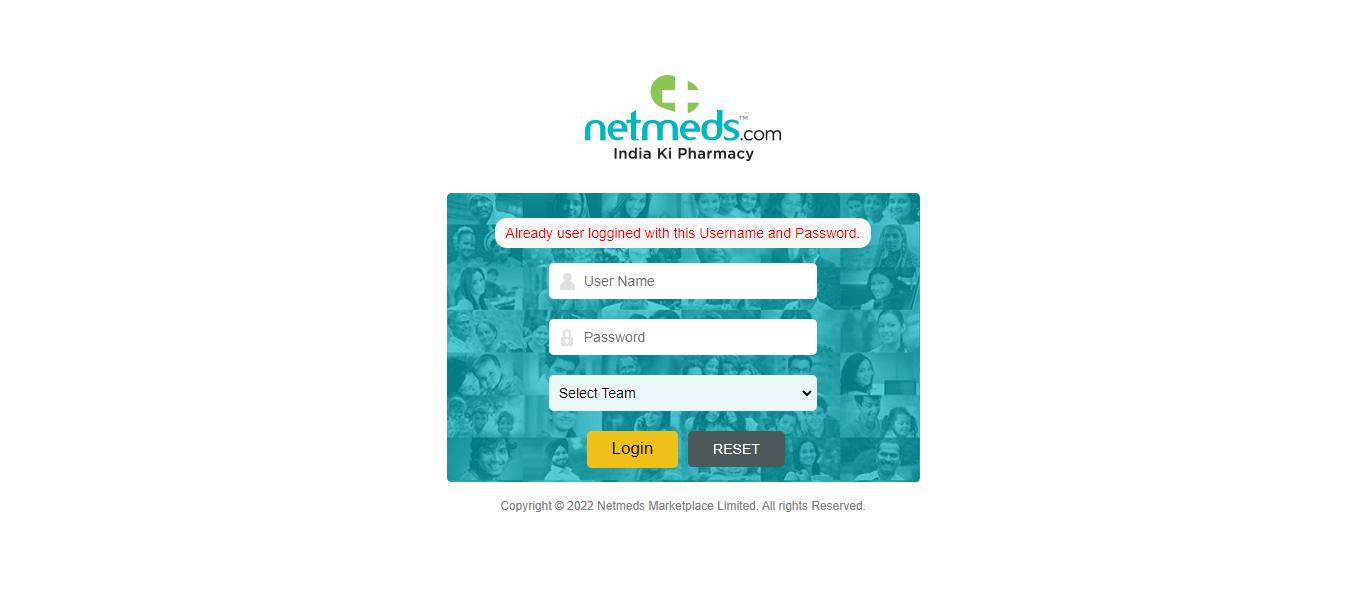 netmeds™.com
India Ki Pharmacy
Already user loggined with this Username and Password.
User Name
Password
Select Team
Login RESET
Copyright © 2022 Netmeds Marketplace Limited. All rights Reserved.